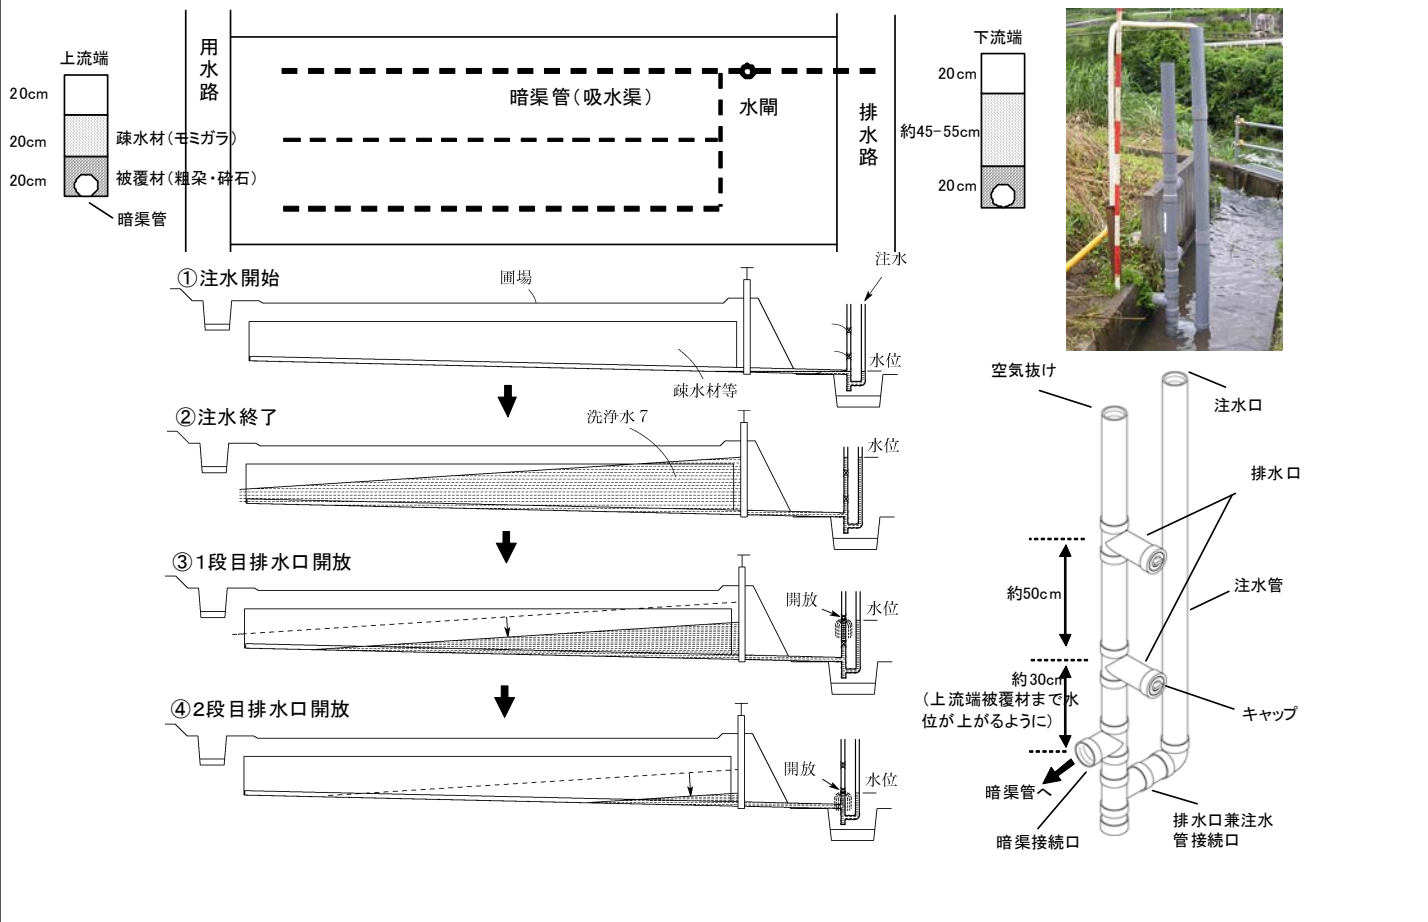 上流端
20cm
20cm
20cm
疎水材（モミガラ）
被覆材（粗朶・砕石）
暗渠管
用水路
暗渠管（吸水渠）
水閘
排水路
下流端
20cm
約45-55cm
20cm
①注水開始
圃場
注水
水位
疎水材等
②注水終了
洗浄水７
水位
③１段目排水口開放
開放
水位
④２段目排水口開放
開放
水位
空気抜け
注水口
排水口
約50cm
注水管
約30cm
（上流端被覆材まで水
位が上がるように）
キャップ
暗渠管へ
暗渠接続口
排水口兼注水
管接続口